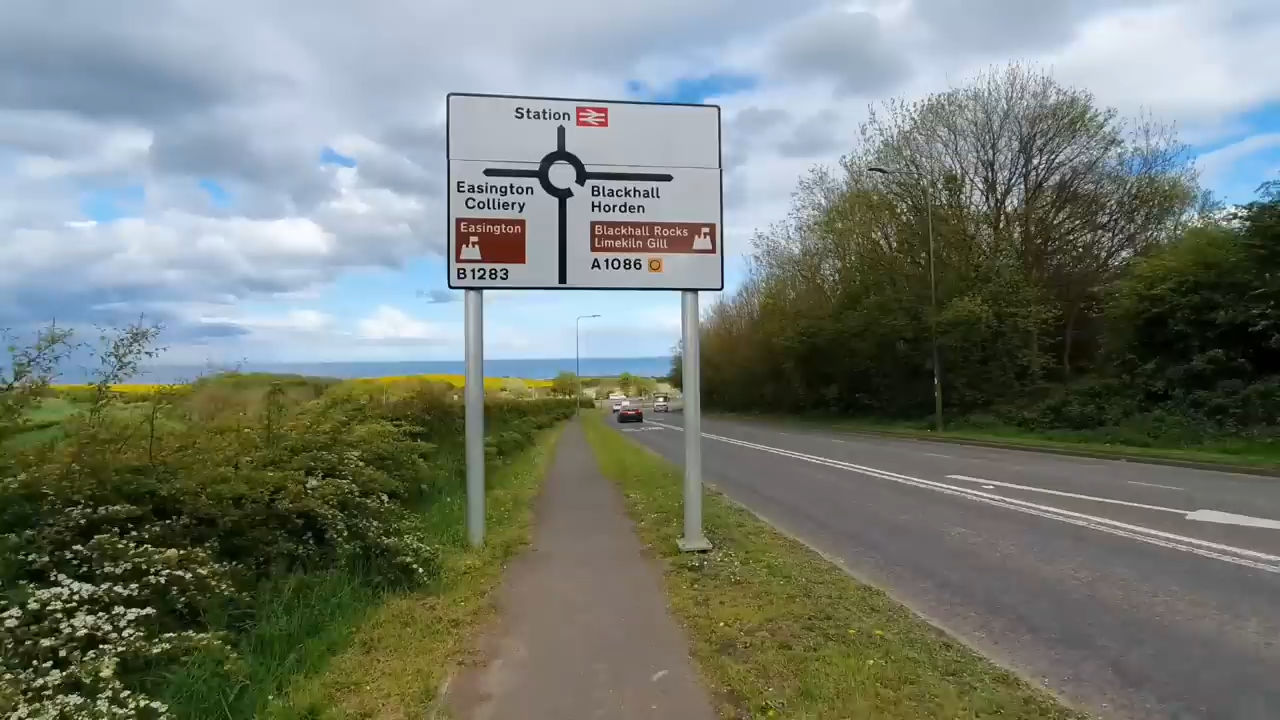 Station
Easington
Colliery
Easington
B1283
Blackhall
Horden
Blackhall Rocks
Limekiln Gill
A1086